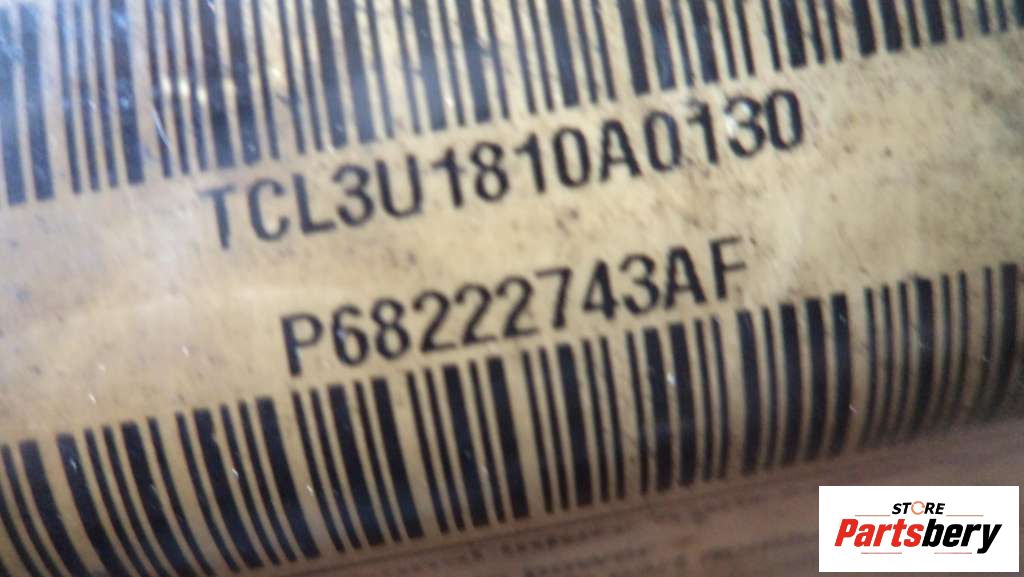 TCL3U1810A0130
P68222743AF
STORE
Partsbery